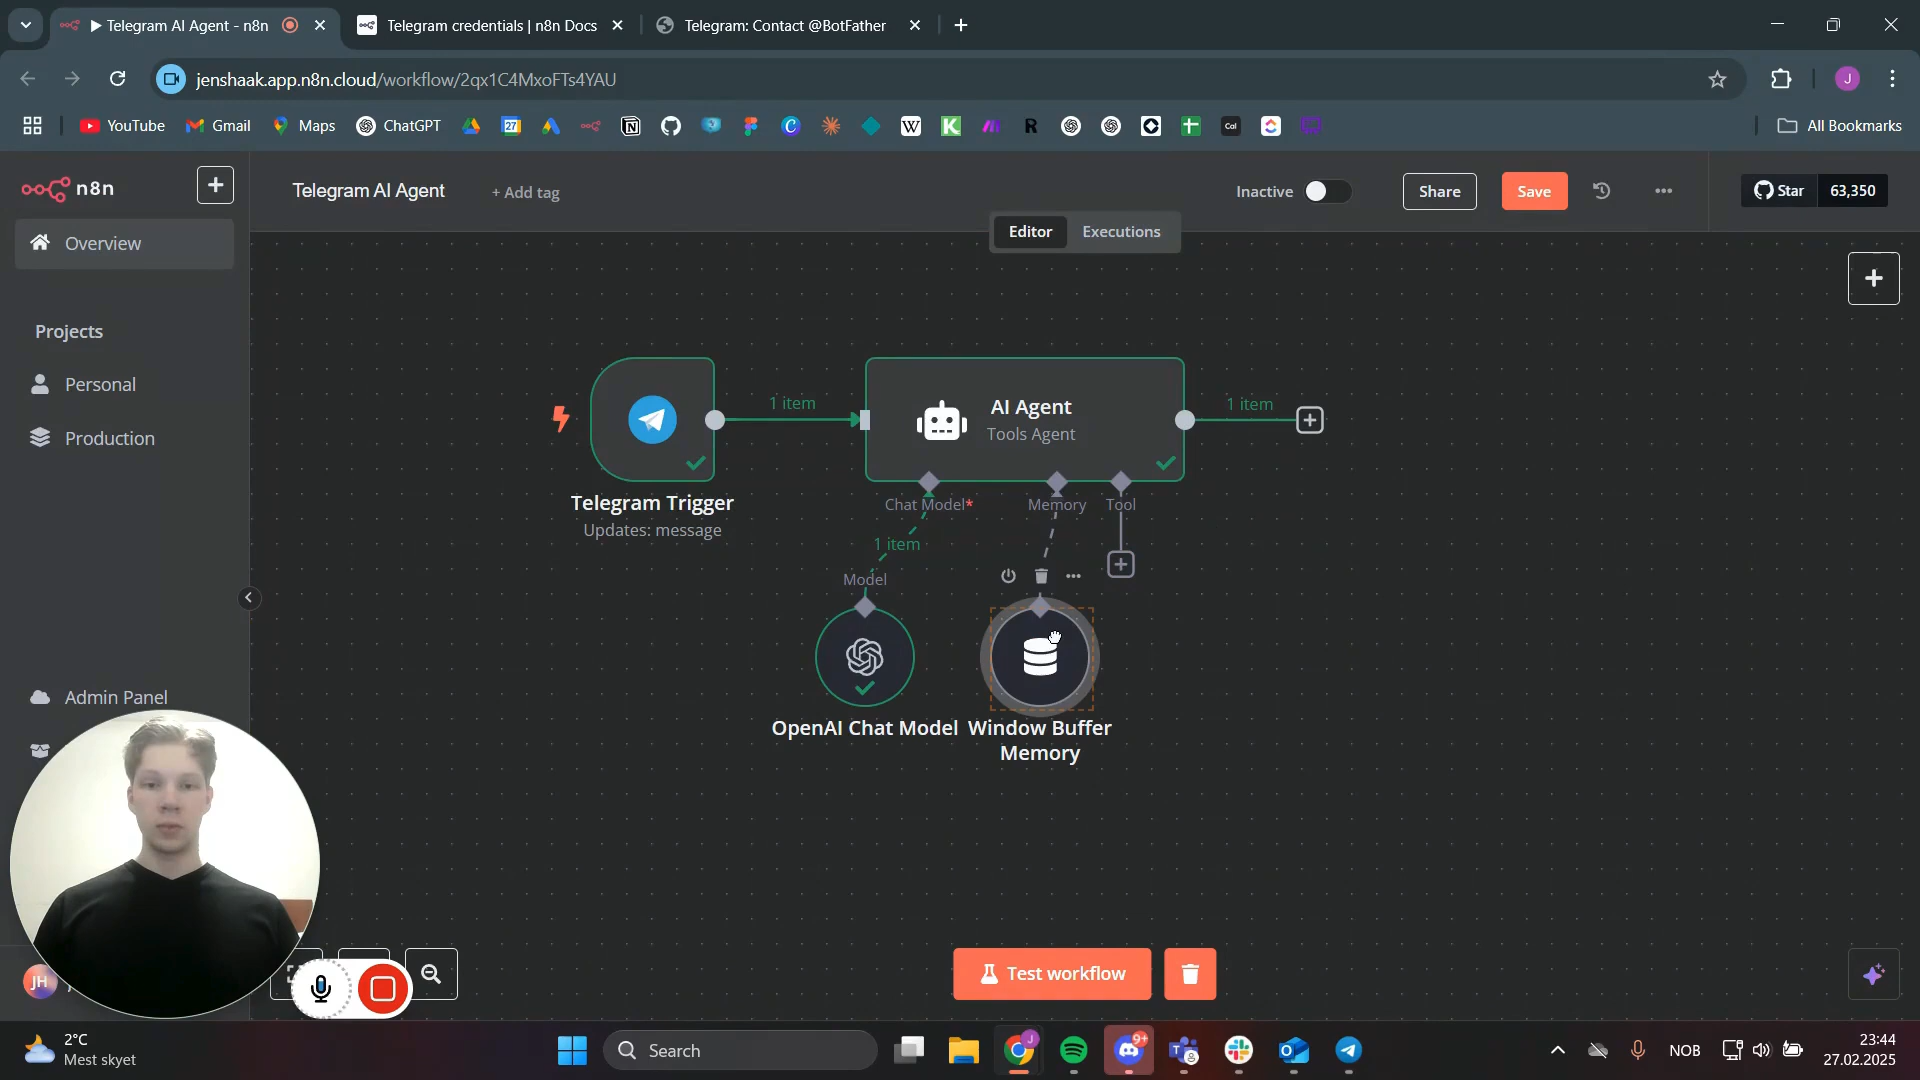 Telegram AI Agent - n8n
Telegram credentials | n8n Docs
Telegram: Contact @BotFather
jenshaak.app.n8n.cloud/workflow/2qx1C4MxoFTs4YAU
J
YouTube
Gmail
Maps
ChatGPT
27
W
K
R
Cal
All Bookmarks
n8n
Telegram AI Agent
+ Add tag
Inactive
Share
Save
Star
63,350
Editor
Executions
Overview
Projects
Personal
Production
Admin Panel
JH
1 item
AI Agent
Tools Agent
1 item
Telegram Trigger
Updates: message
Chat Model*
Memory
Tool
1 item
Model
OpenAI Chat Model
Window Buffer
Memory
Test workflow
2°C
Mest skyet
Search
J
9+
NOB
23:44
27.02.2025